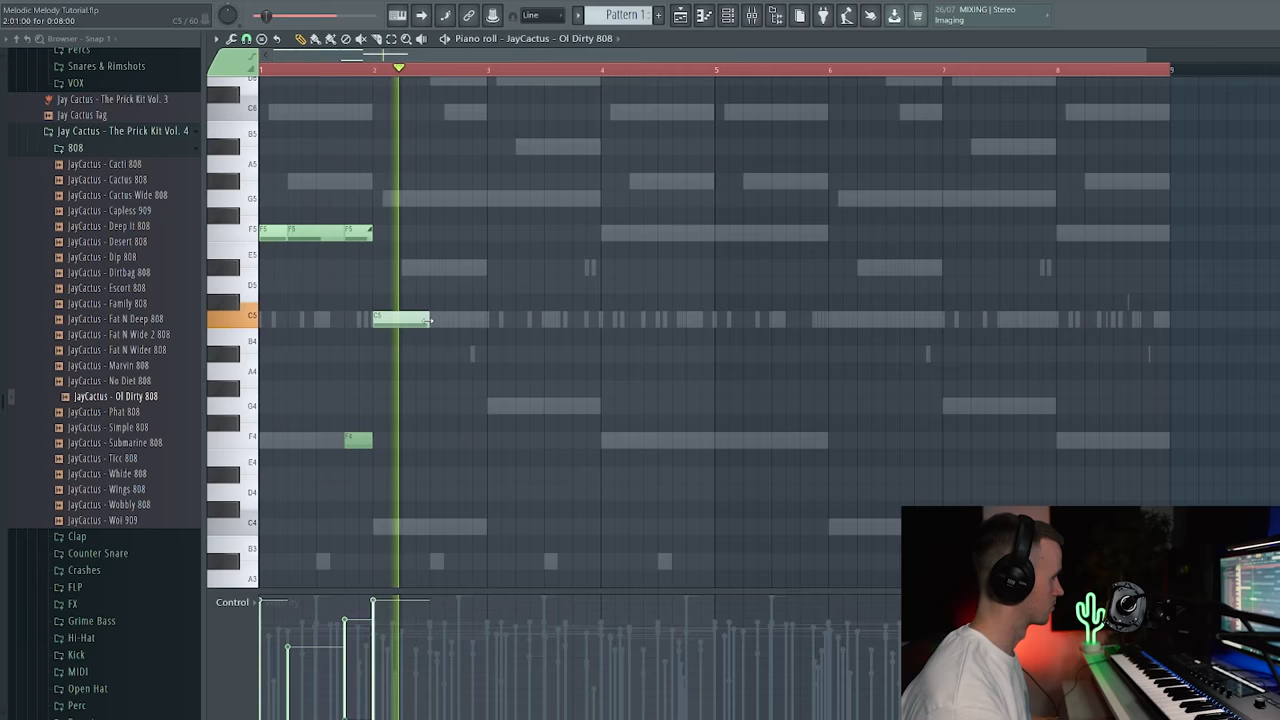 Melodic Melody Tutorial.flp
C5 / 60
2:01:00 to 0:08:00
Line
Pattern 1
26/07 MIXING | Stereo
Imaging
Browser - Snap 1
Piano roll - JayCactus - Ol Dirty 808
Percs
Snares & Rimshots
VOX
Jay Cactus - The Prick Kit Vol. 3
Jay Cactus Tag
Jay Cactus - The Prick Kit Vol. 4
808
JayCactus - Cacti 808
JayCactus - Cactus 808
JayCactus - Cactus Wide 808
JayCactus - Capless 909
JayCactus - Deep It 808
JayCactus - Desert 808
JayCactus - Dip 808
JayCactus - Dirtbag 808
JayCactus - Escort 808
JayCactus - Family 808
JayCactus - Fat N Deep 808
JayCactus - Fat N Wide 2 808
JayCactus - Fat N Wider 808
JayCactus - Marvin 808
JayCactus - No Diet 808
JayCactus - Ol Dirty 808
JayCactus - Phat 808
JayCactus - Simple 808
JayCactus - Submarine 808
JayCactus - Ticc 808
JayCactus - Whide 808
JayCactus - Wings 808
JayCactus - Wobbly 808
JayCactus - Woi 909
Clap
Counter Snare
Crashes
FLP
FX
Grime Bass
Hi-Hat
Kick
MIDI
Open Hat
Perc
1 2 3 4 5 6 7 8 9
D6
C6
B5
A5
G5
F5 F5 F5 F5
E5
D5
C5 C5
B4
A4
G4
F4 F4
E4
D4
C4
B3
A3
Control